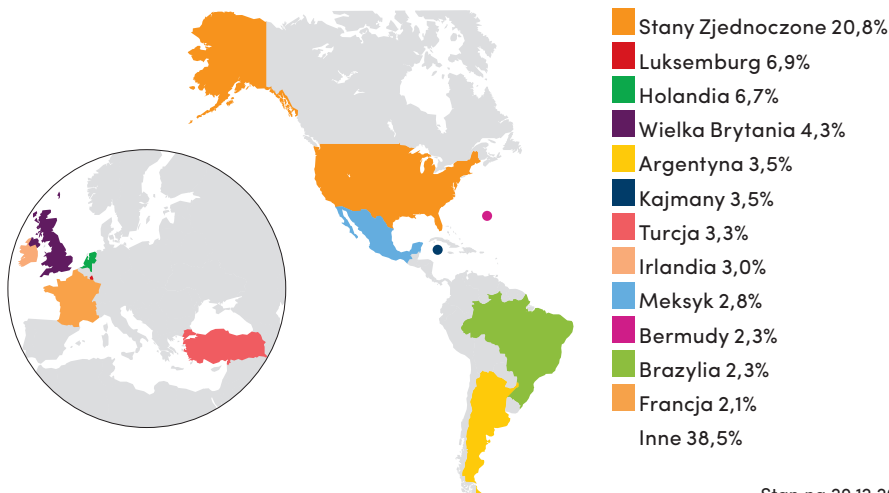 Stany Zjednoczone 20,8%
Luksemburg 6,9%
Holandia 6,7%
Wielka Brytania 4,3%
Argentyna 3,5%
Kajmany 3,5%
Turcja 3,3%
Irlandia 3,0%
Meksyk 2,8%
Bermudy 2,3%
Brazylia 2,3%
Francja 2,1%
Inne 38,5%